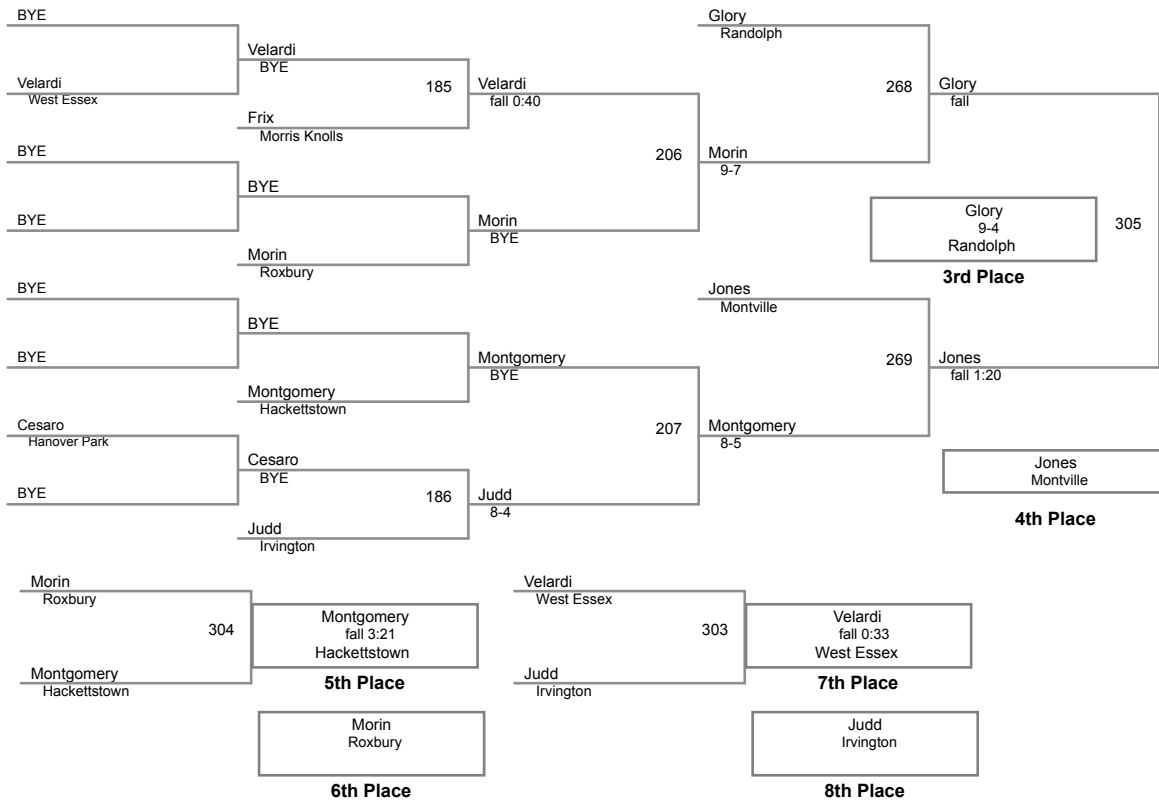 BYE
Velardi
West Essex
BYE
BYE
BYE
BYE
Cesaro
Hanover Park
BYE
Velardi
BYE
185
Frix
Morris Knolls
BYE
Morin
Roxbury
BYE
Montgomery
Hackettstown
Cesaro
BYE
186
Judd
Irvington
Velardi
fall 0:40
206
Morin
BYE
Montgomery
BYE
207
Judd
8-4
Glory
Randolph
268
Morin
9-7
Jones
Montville
269
Montgomery
8-5
Glory
fall
305
Jones
fall 1:20
Glory
9-4
Randolph
3rd Place
Jones
Montville
4th Place
Morin
Roxbury
304
Montgomery
Hackettstown
Montgomery
fall 3:21
Hackettstown
5th Place
Morin
Roxbury
6th Place
Velardi
West Essex
303
Judd
Irvington
Velardi
fall 0:33
West Essex
7th Place
Judd
Irvington
8th Place